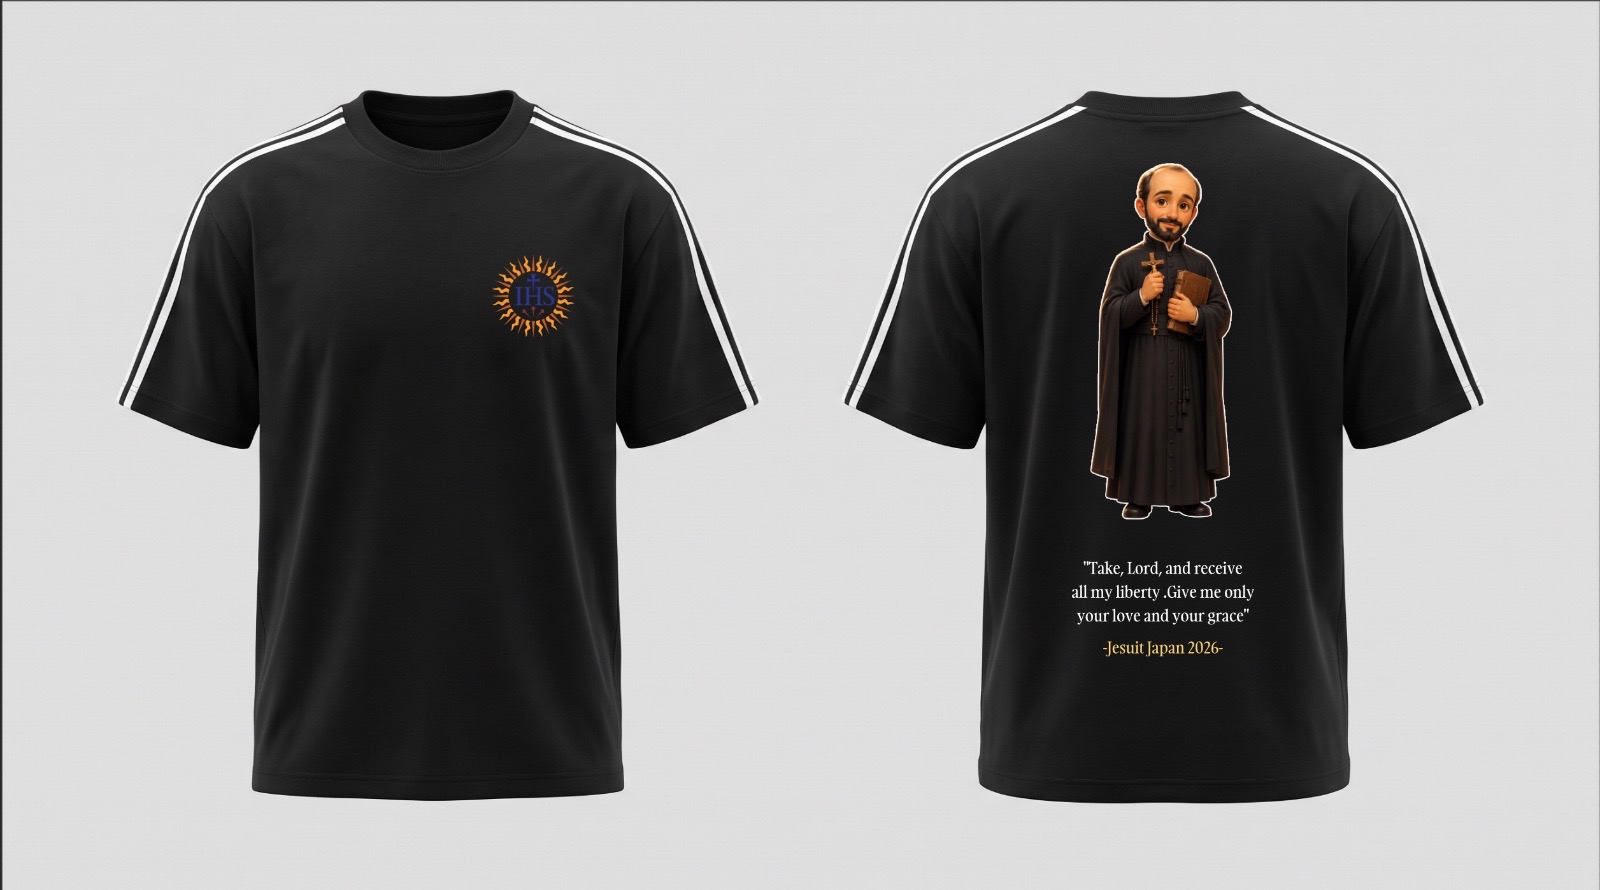 IHS
"Take, Lord, and receive
all my liberty .Give me only
your love and your grace"
-Jesuit Japan 2026-